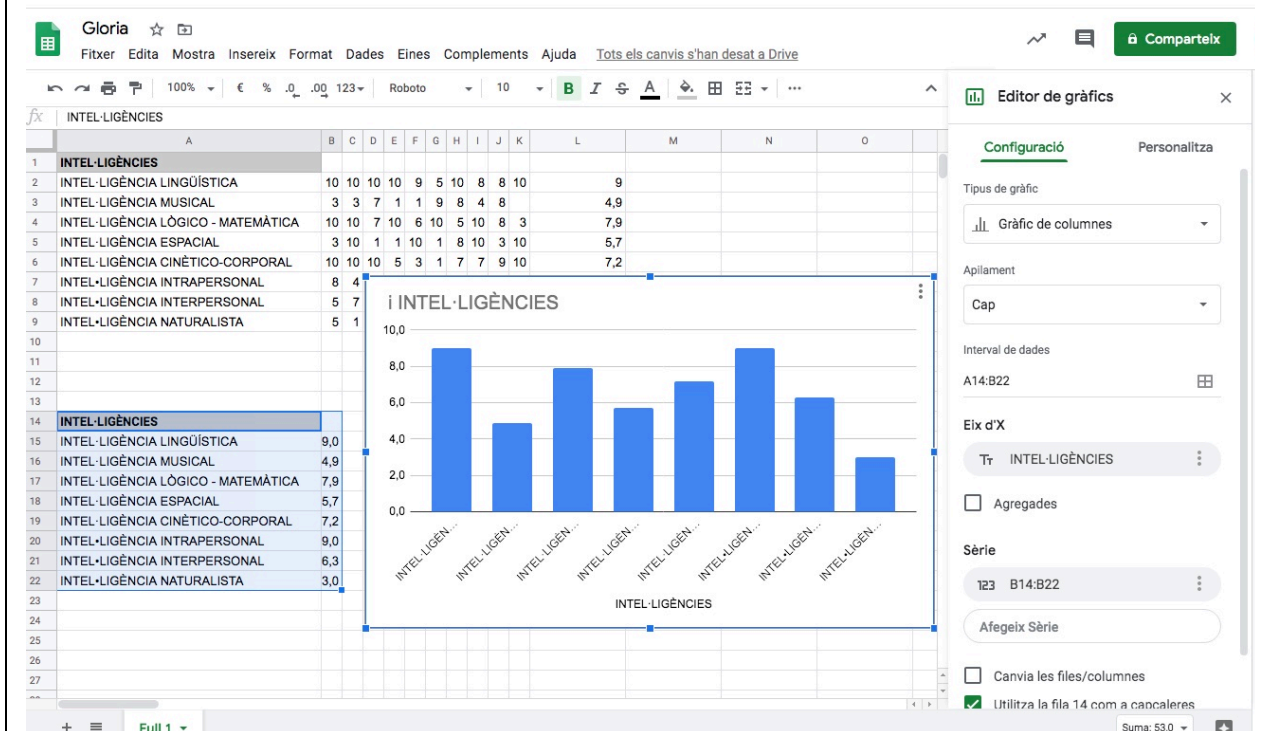 Gloria
Fitxer Edita Mostra Insereix Format Dades Eines Complements Ajuda Tots els canvis s'han desat a Drive
Comparteix
100% € % .0 .00 123 Roboto 10 B I S A
fx INTEL·LIGÈNCIES
A B C D E F G H I J K L M N O
1 INTEL·LIGÈNCIES
2 INTEL·LIGÈNCIA LINGÜÍSTICA 10 10 10 10 9 5 10 8 8 10 9
3 INTEL·LIGÈNCIA MUSICAL 3 3 7 1 1 9 8 4 8 4,9
4 INTEL·LIGÈNCIA LÒGICO - MATEMÀTICA 10 10 7 10 6 10 5 10 8 3 7,9
5 INTEL·LIGÈNCIA ESPACIAL 3 10 1 1 10 1 8 10 3 10 5,7
6 INTEL·LIGÈNCIA CINÈTICO-CORPORAL 10 10 10 5 3 1 7 7 9 10 7,2
7 INTEL•LIGÈNCIA INTRAPERSONAL 8 4
8 INTEL•LIGÈNCIA INTERPERSONAL 5 7
9 INTEL•LIGÈNCIA NATURALISTA 5 1
10
11
12
13
14 INTEL·LIGÈNCIES
15 INTEL·LIGÈNCIA LINGÜÍSTICA 9,0
16 INTEL·LIGÈNCIA MUSICAL 4,9
17 INTEL·LIGÈNCIA LÒGICO - MATEMÀTICA 7,9
18 INTEL·LIGÈNCIA ESPACIAL 5,7
19 INTEL·LIGÈNCIA CINÈTICO-CORPORAL 7,2
20 INTEL•LIGÈNCIA INTRAPERSONAL 9,0
21 INTEL•LIGÈNCIA INTERPERSONAL 6,3
22 INTEL•LIGÈNCIA NATURALISTA 3,0
23
24
25
26
27
i INTEL·LIGÈNCIES
10,0
8,0
6,0
4,0
2,0
0,0
INTEL·LIGÈN… INTEL·LIGÈN… INTEL·LIGÈN… INTEL·LIGÈN… INTEL·LIGÈN… INTEL•LIGÈN… INTEL•LIGÈN… INTEL•LIGÈN…
INTEL·LIGÈNCIES
Editor de gràfics
Configuració Personalitza
Tipus de gràfic
Gràfic de columnes
Apilament
Cap
Interval de dades
A14:B22
Eix d'X
Tт INTEL·LIGÈNCIES
Agregades
Sèrie
123 B14:B22
Afegeix Sèrie
Canvia les files/columnes
Utilitza la fila 14 com a capçaleres
Full 1
Suma: 53,0